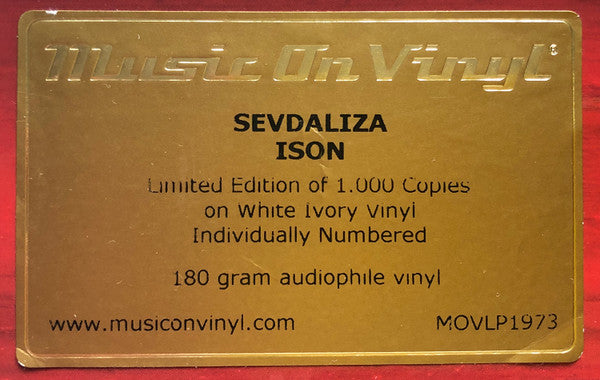 Music On Vinyl®
SEVDALIZA
ISON
Limited Edition of 1.000 Copies
on White Ivory Vinyl
Individually Numbered
180 gram audiophile vinyl
www.musiconvinyl.com MOVLP1973